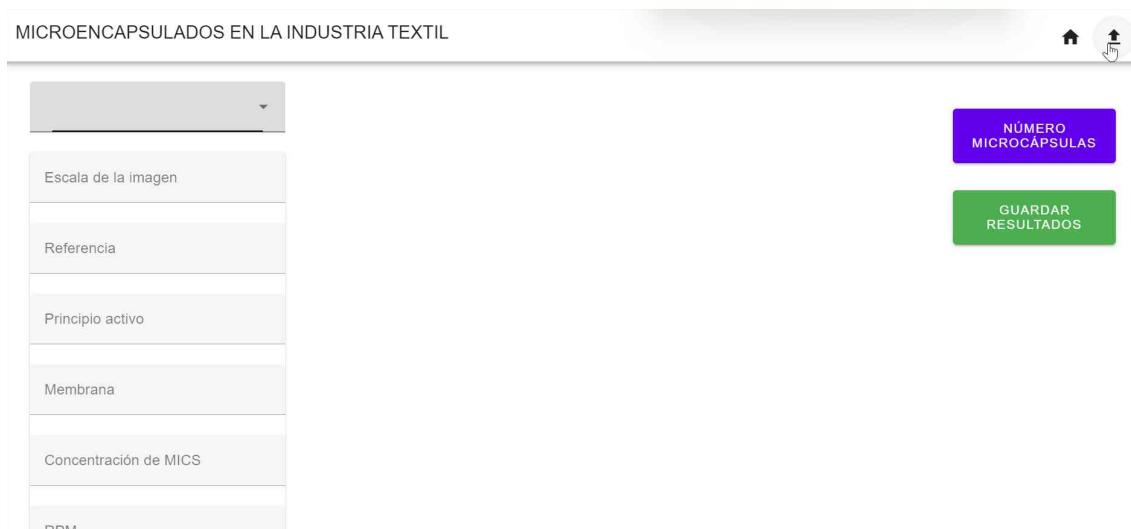 MICROENCAPSULADOS EN LA INDUSTRIA TEXTIL
Escala de la imagen
Referencia
Principio activo
Membrana
Concentración de MICS
RPM
NÚMERO
MICROCÁPSULAS
GUARDAR
RESULTADOS